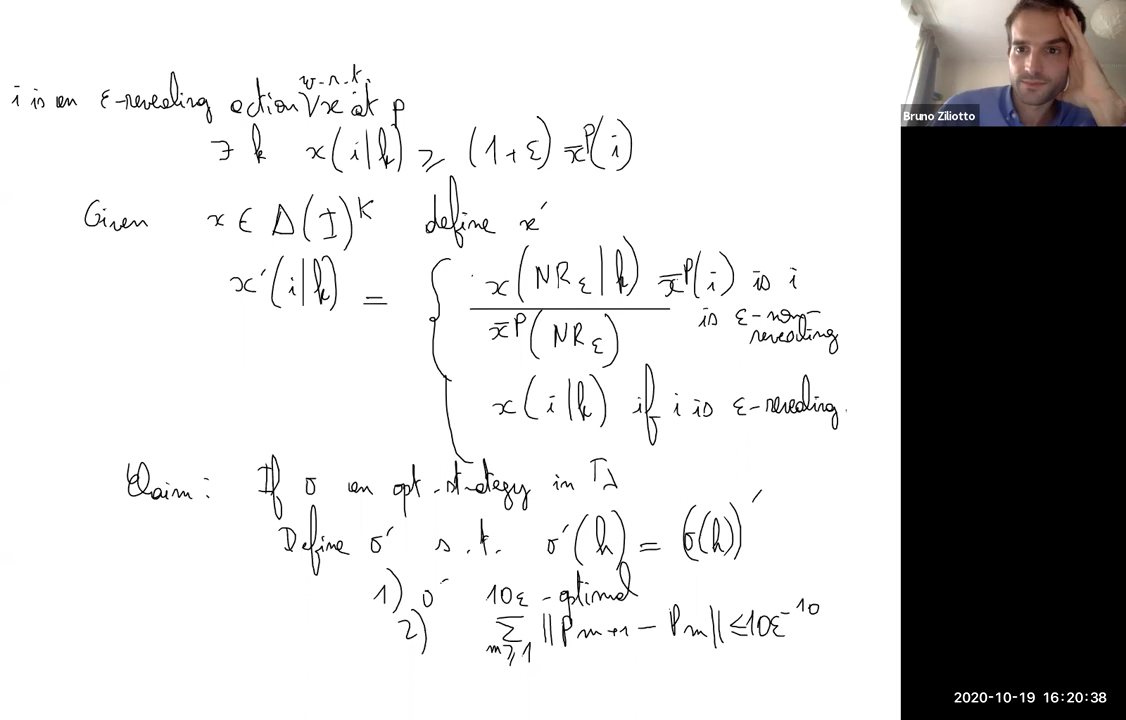 w.r.t.
i is an ε-revealing action ∨ x at p
∃ k x(i|k) ⩾ (1+ε) x̄ᵖ(i)
Given x ∈ Δ(I)ᴷ define x′
x′(i|k) = { x(NR_ε|k) x̄ᵖ(i) is i
x̄ᵖ(NR_ε) is ε-non-
revealing
x(i|k) if i is ε-revealing.
Claim: If σ an opt. strategy in Γλ
Define σ′ s.t. σ′(h) = (σ(h))′
1) σ′ 10ε-optimal
2) Σ_{m⩾1} ‖p_{m+1} - p_m‖ ≤ 10ε⁻¹⁰
Bruno Ziliotto
2020-10-19 16:20:38